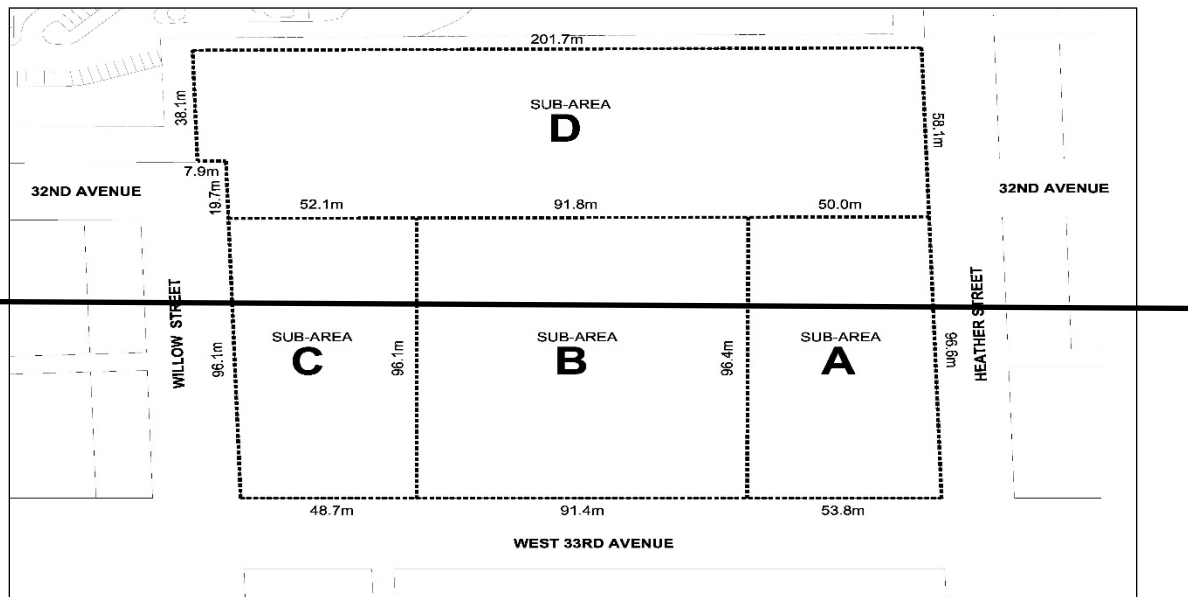 201.7m
38.1m
SUB-AREA
D
58.1m
7.9m
32ND AVENUE
19.7m
32ND AVENUE
52.1m
91.8m
50.0m
WILLOW STREET
HEATHER STREET
96.1m
SUB-AREA
C
96.1m
SUB-AREA
B
96.4m
SUB-AREA
A
96.6m
48.7m
91.4m
53.8m
WEST 33RD AVENUE